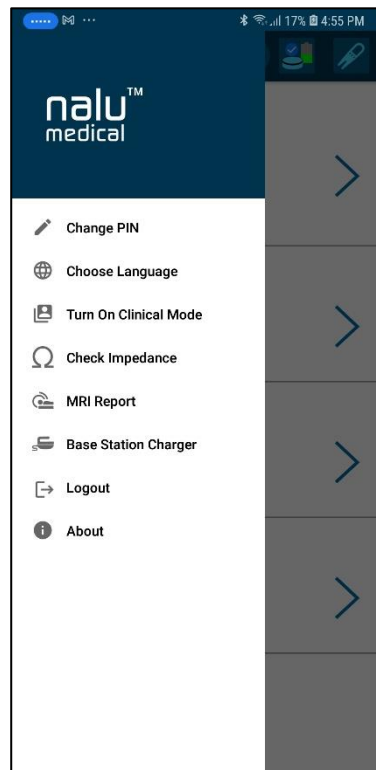 17% 4:55 PM
nalu™
medical
Change PIN
Choose Language
Turn On Clinical Mode
Check Impedance
MRI Report
Base Station Charger
Logout
About